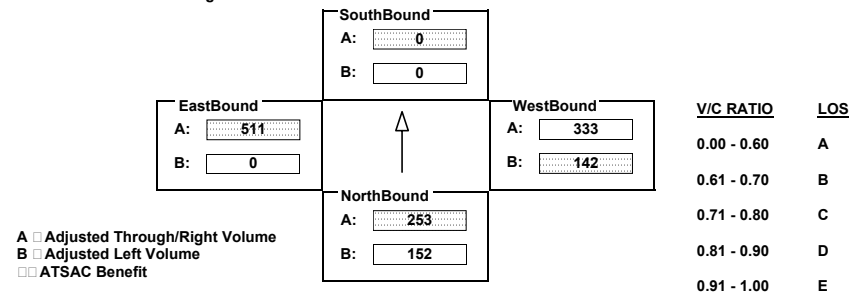 SouthBound
A: 0
B: 0
EastBound
A: 511
B: 0
WestBound
A: 333
B: 142
NorthBound
A: 253
B: 152
A □ Adjusted Through/Right Volume
B □ Adjusted Left Volume
□□ ATSAC Benefit
V/C RATIO LOS
0.00 - 0.60 A
0.61 - 0.70 B
0.71 - 0.80 C
0.81 - 0.90 D
0.91 - 1.00 E